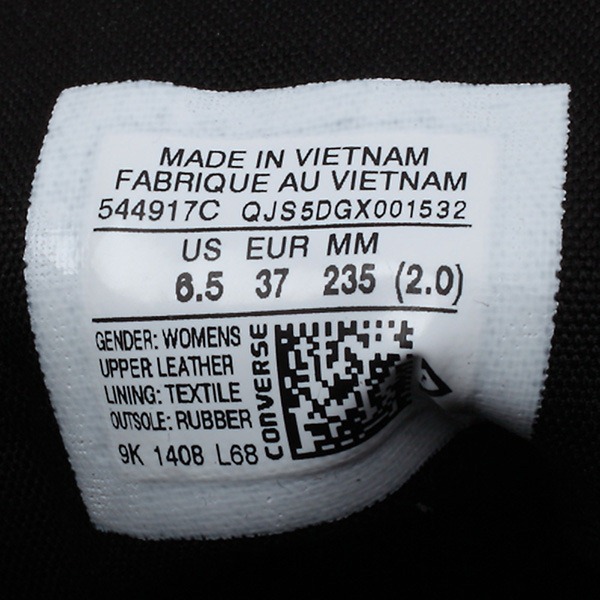 MADE IN VIETNAM
FABRIQUE AU VIETNAM
544917C QJS5DGX001532
US EUR MM
6.5 37 235 (2.0)
GENDER: WOMENS
UPPER: LEATHER
LINING: TEXTILE
OUTSOLE: RUBBER
9K 1408 L68
CONVERSE